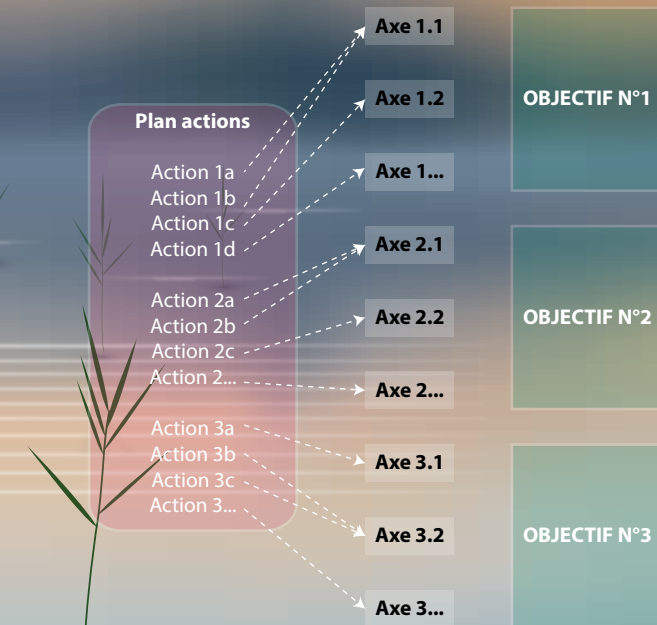 Plan actions
Action 1a
Action 1b
Action 1c
Action 1d
Action 2a
Action 2b
Action 2c
Action 2...
Action 3a
Action 3b
Action 3c
Action 3...
Axe 1.1
Axe 1.2
Axe 1...
Axe 2.1
Axe 2.2
Axe 2...
Axe 3.1
Axe 3.2
Axe 3...
OBJECTIF N°1
OBJECTIF N°2
OBJECTIF N°3